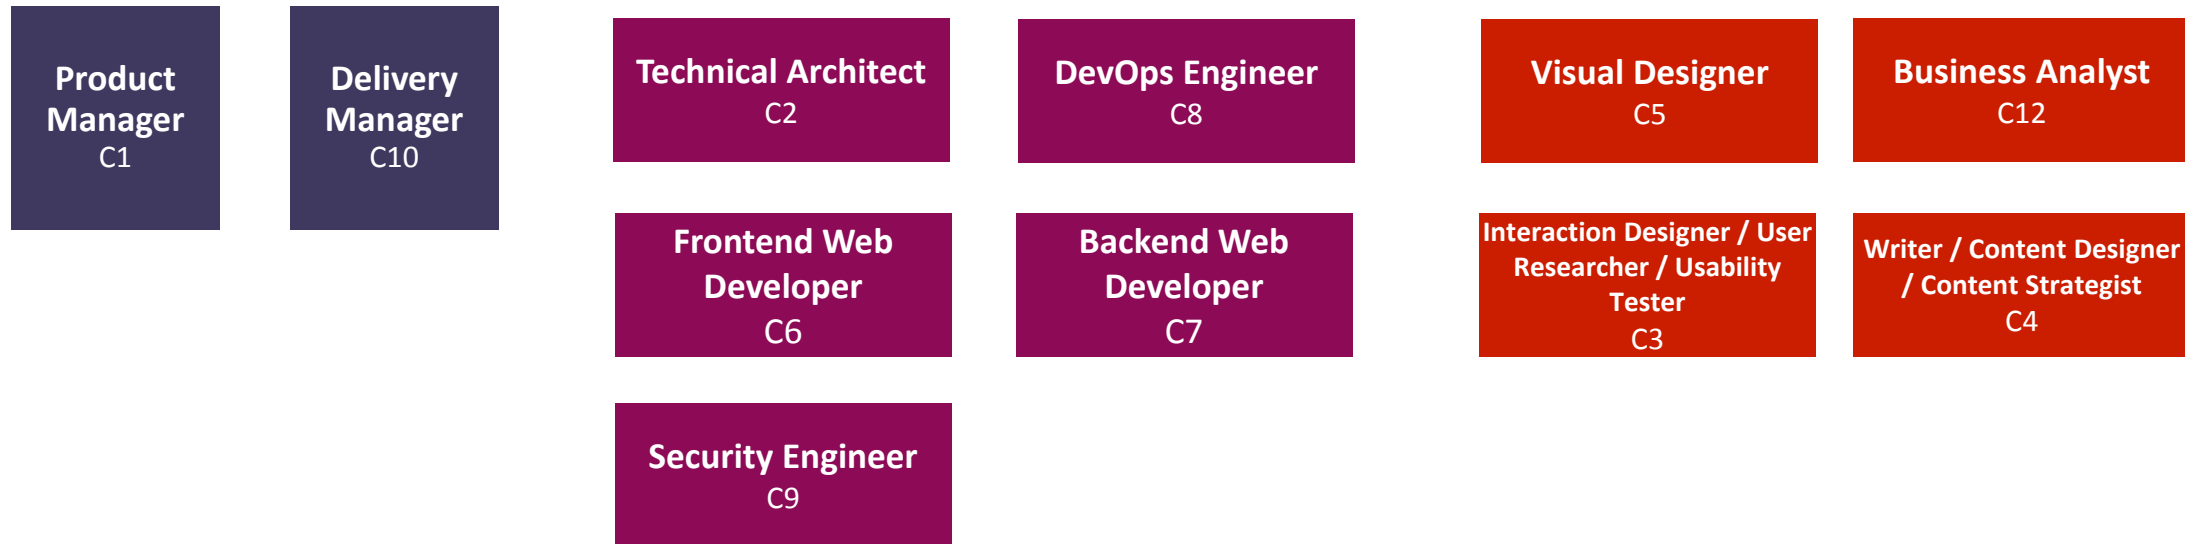 Product
Manager
C1
Delivery
Manager
C10
Technical Architect
C2
DevOps Engineer
C8
Visual Designer
C5
Business Analyst
C12
Frontend Web
Developer
C6
Backend Web
Developer
C7
Interaction Designer / User
Researcher / Usability
Tester
C3
Writer / Content Designer
/ Content Strategist
C4
Security Engineer
C9